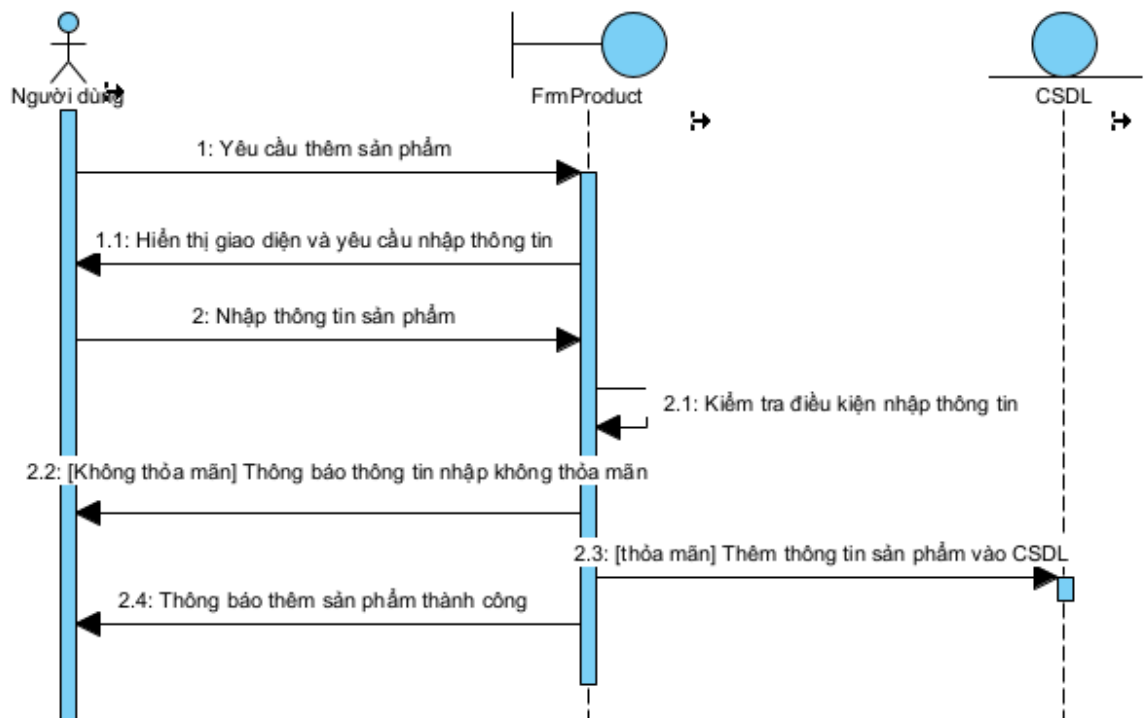 Người dùng
FrmProduct
CSDL
1: Yêu cầu thêm sản phẩm
1.1: Hiển thị giao diện và yêu cầu nhập thông tin
2: Nhập thông tin sản phẩm
2.1: Kiểm tra điều kiện nhập thông tin
2.2: [Không thỏa mãn] Thông báo thông tin nhập không thỏa mãn
2.3: [thỏa mãn] Thêm thông tin sản phẩm vào CSDL
2.4: Thông báo thêm sản phẩm thành công